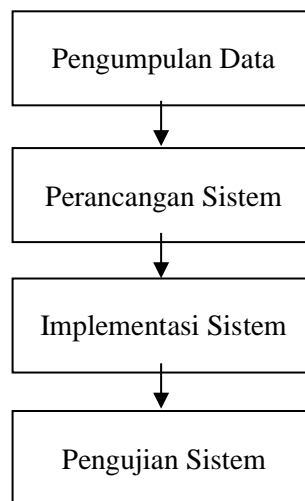 Pengumpulan Data
Perancangan Sistem
Implementasi Sistem
Pengujian Sistem